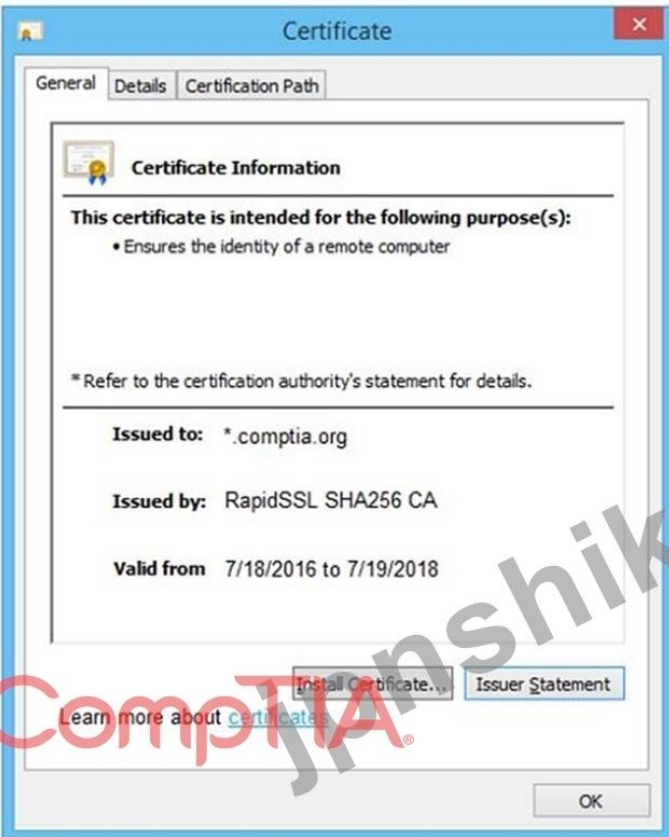 Certificate
General Details Certification Path
Certificate Information
This certificate is intended for the following purpose(s):
• Ensures the identity of a remote computer
* Refer to the certification authority's statement for details.
Issued to: *.comptia.org
Issued by: RapidSSL SHA256 CA
Valid from 7/18/2016 to 7/19/2018
Install Certificate... Issuer Statement
Learn more about certificates
CompTIA®
jpnshik
OK